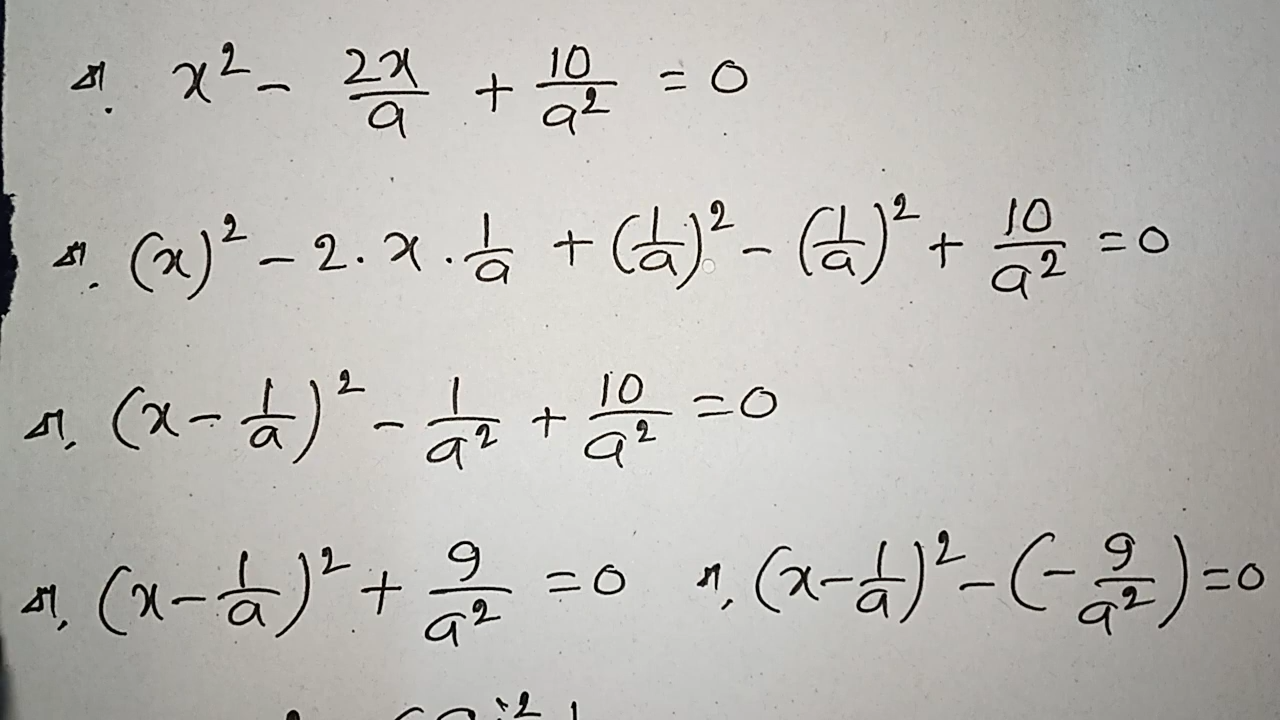 বা. x² - 2x/a + 10/a² = 0
বা. (x)² - 2·x·1/a + (1/a)² - (1/a)² + 10/a² = 0
বা, (x - 1/a)² - 1/a² + 10/a² = 0
বা, (x - 1/a)² + 9/a² = 0 বা, (x - 1/a)² - (- 9/a²) = 0